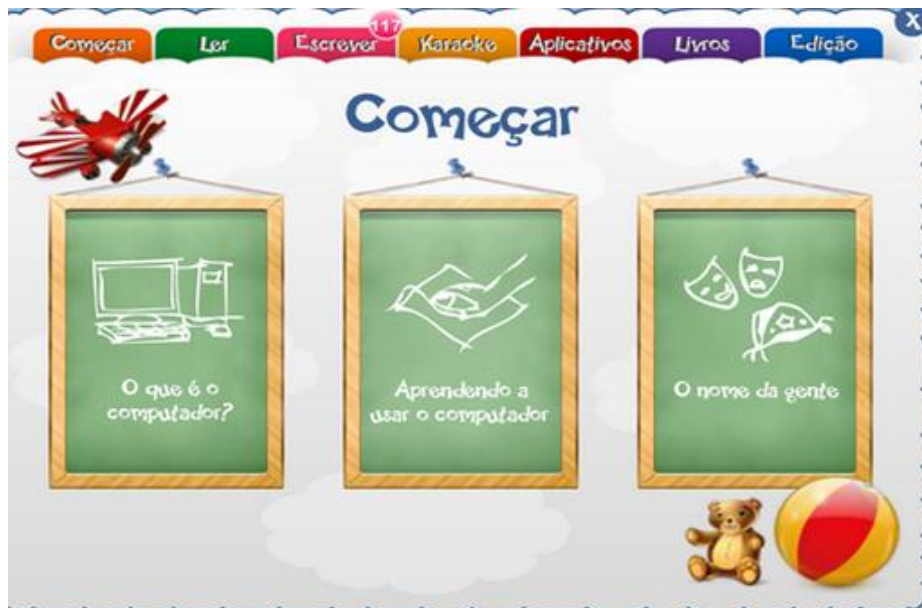 117
Começar Ler Escrever Karaoke Aplicativos Livros Edição X
Começar
O que é o
computador?
Aprendendo a
usar o computador
O nome da gente